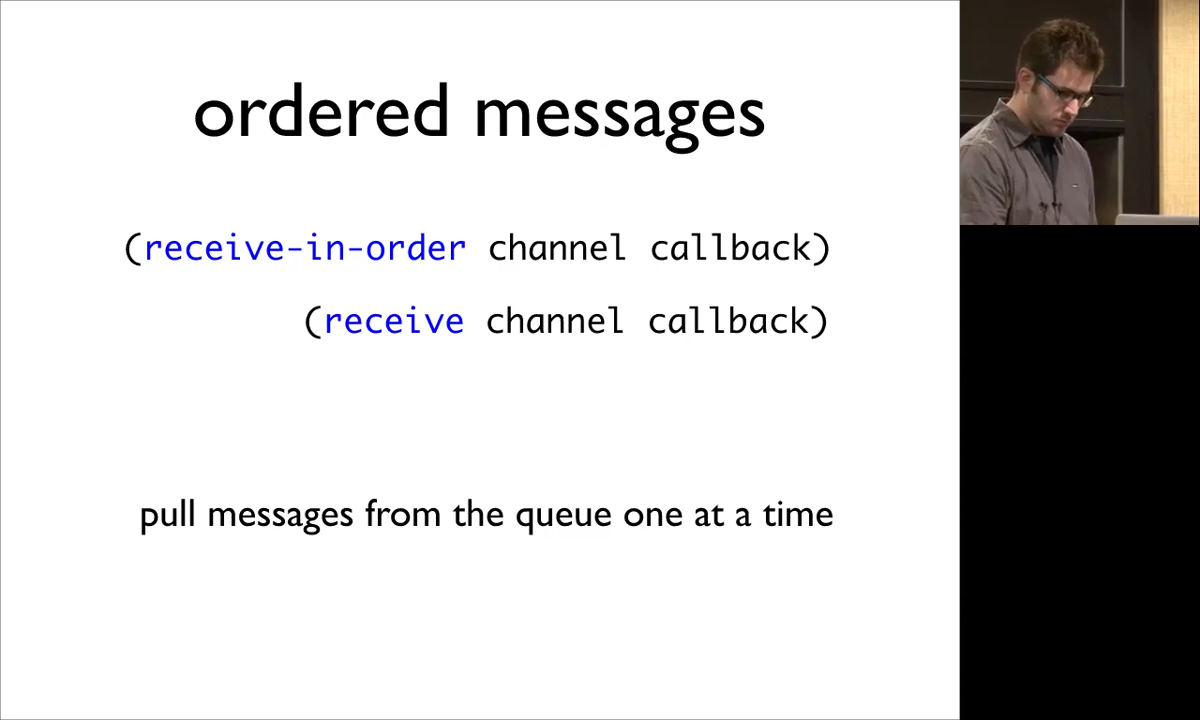 ordered messages
(receive-in-order channel callback)
(receive channel callback)
pull messages from the queue one at a time